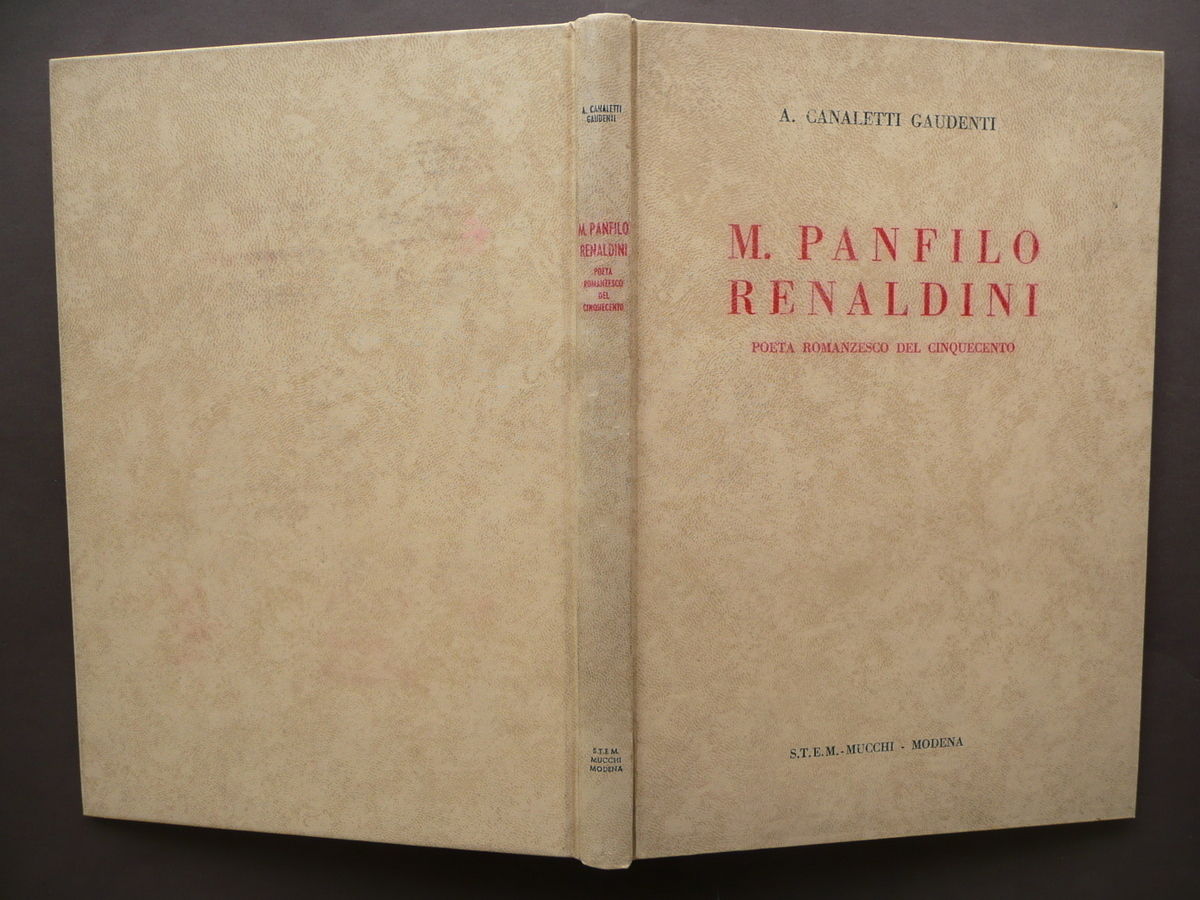 A. CANALETTI
GAUDENTI
M. PANFILO
RENALDINI
POETA
ROMANZESCO
DEL
CINQUECENTO
S.T.E.M.
MUCCHI
MODENA
A. CANALETTI GAUDENTI
M. PANFILO
RENALDINI
POETA ROMANZESCO DEL CINQUECENTO
S.T.E.M.-MUCCHI - MODENA